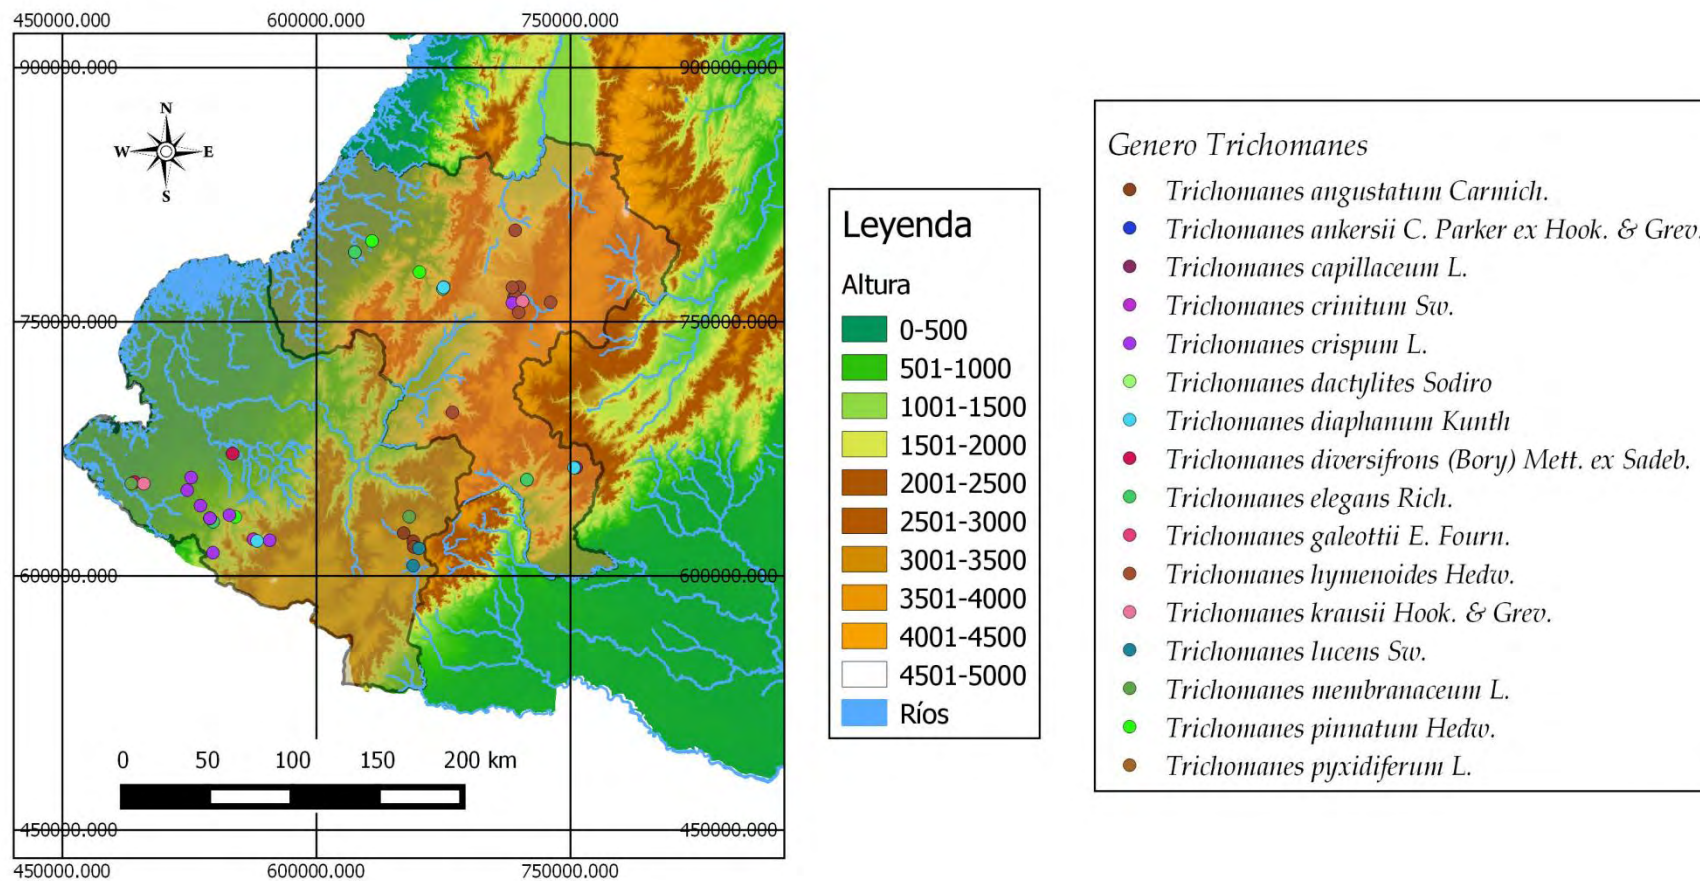 450000.000 600000.000 750000.000
900000.000 900000.000
N
W E
S
750000.000 750000.000
600000.000 600000.000
0 50 100 150 200 km
450000.000 450000.000
450000.000 600000.000 750000.000
Leyenda
Altura
0-500
501-1000
1001-1500
1501-2000
2001-2500
2501-3000
3001-3500
3501-4000
4001-4500
4501-5000
Ríos
Genero Trichomanes
Trichomanes angustatum Carmich.
Trichomanes ankersii C. Parker ex Hook. & Grev.
Trichomanes capillaceum L.
Trichomanes crinitum Sw.
Trichomanes crispum L.
Trichomanes dactylites Sodiro
Trichomanes diaphanum Kunth
Trichomanes diversifrons (Bory) Mett. ex Sadeb.
Trichomanes elegans Rich.
Trichomanes galeottii E. Fourn.
Trichomanes hymenoides Hedw.
Trichomanes krausii Hook. & Grev.
Trichomanes lucens Sw.
Trichomanes membranaceum L.
Trichomanes pinnatum Hedw.
Trichomanes pyxidiferum L.